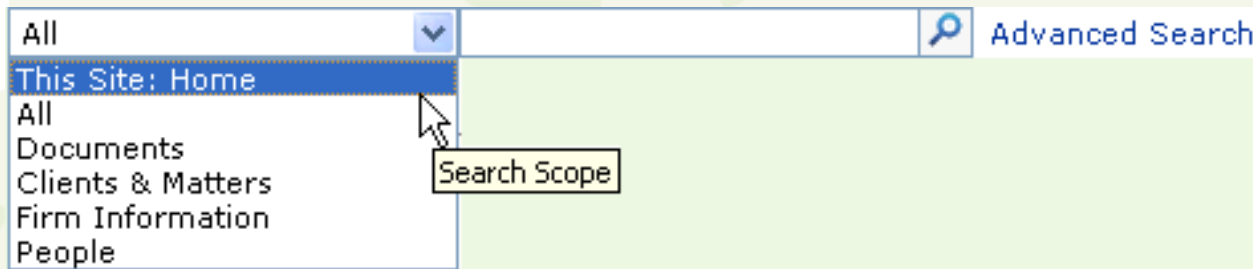 All Advanced Search
This Site: Home
All
Documents
Search Scope
Clients & Matters
Firm Information
People